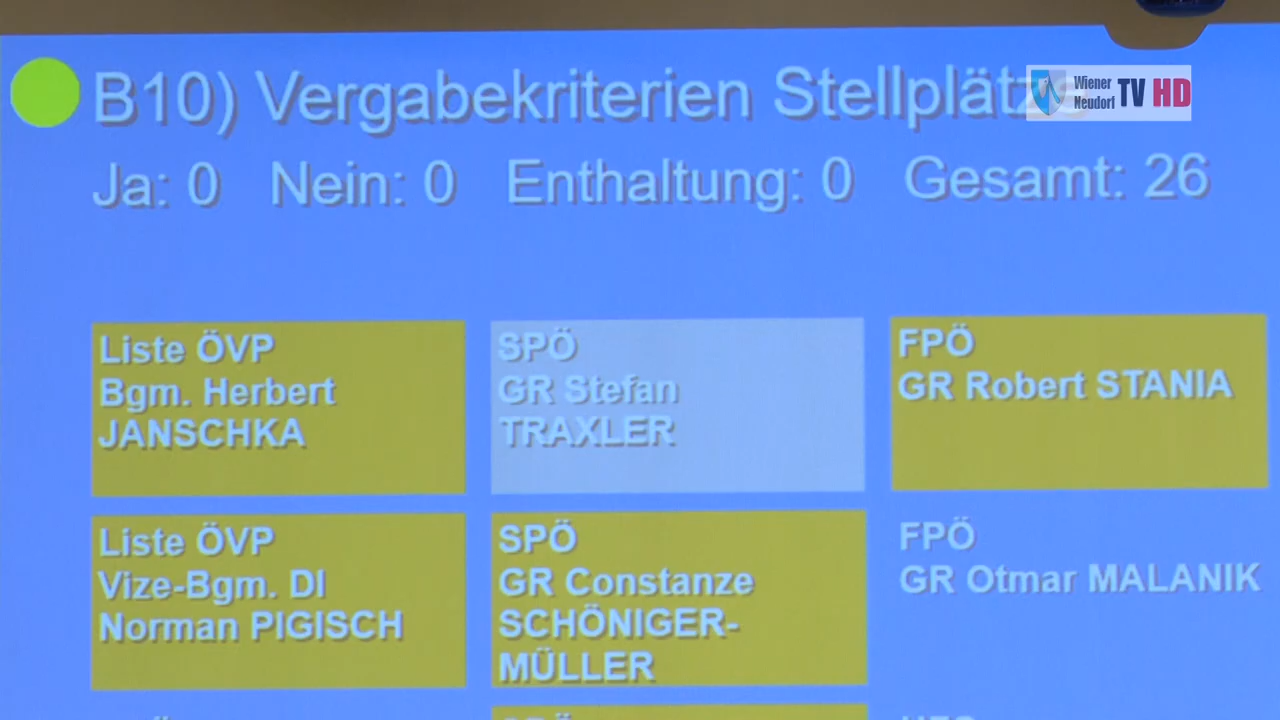 B10) Vergabekriterien Stellplätze
Wiener
Neudorf TV HD
Ja: 0 Nein: 0 Enthaltung: 0 Gesamt: 26
Liste ÖVP
Bgm. Herbert
JANSCHKA
SPÖ
GR Stefan
TRAXLER
FPÖ
GR Robert STANIA
Liste ÖVP
Vize-Bgm. DI
Norman PIGISCH
SPÖ
GR Constanze
SCHÖNIGER-
MÜLLER
FPÖ
GR Otmar MALANIK